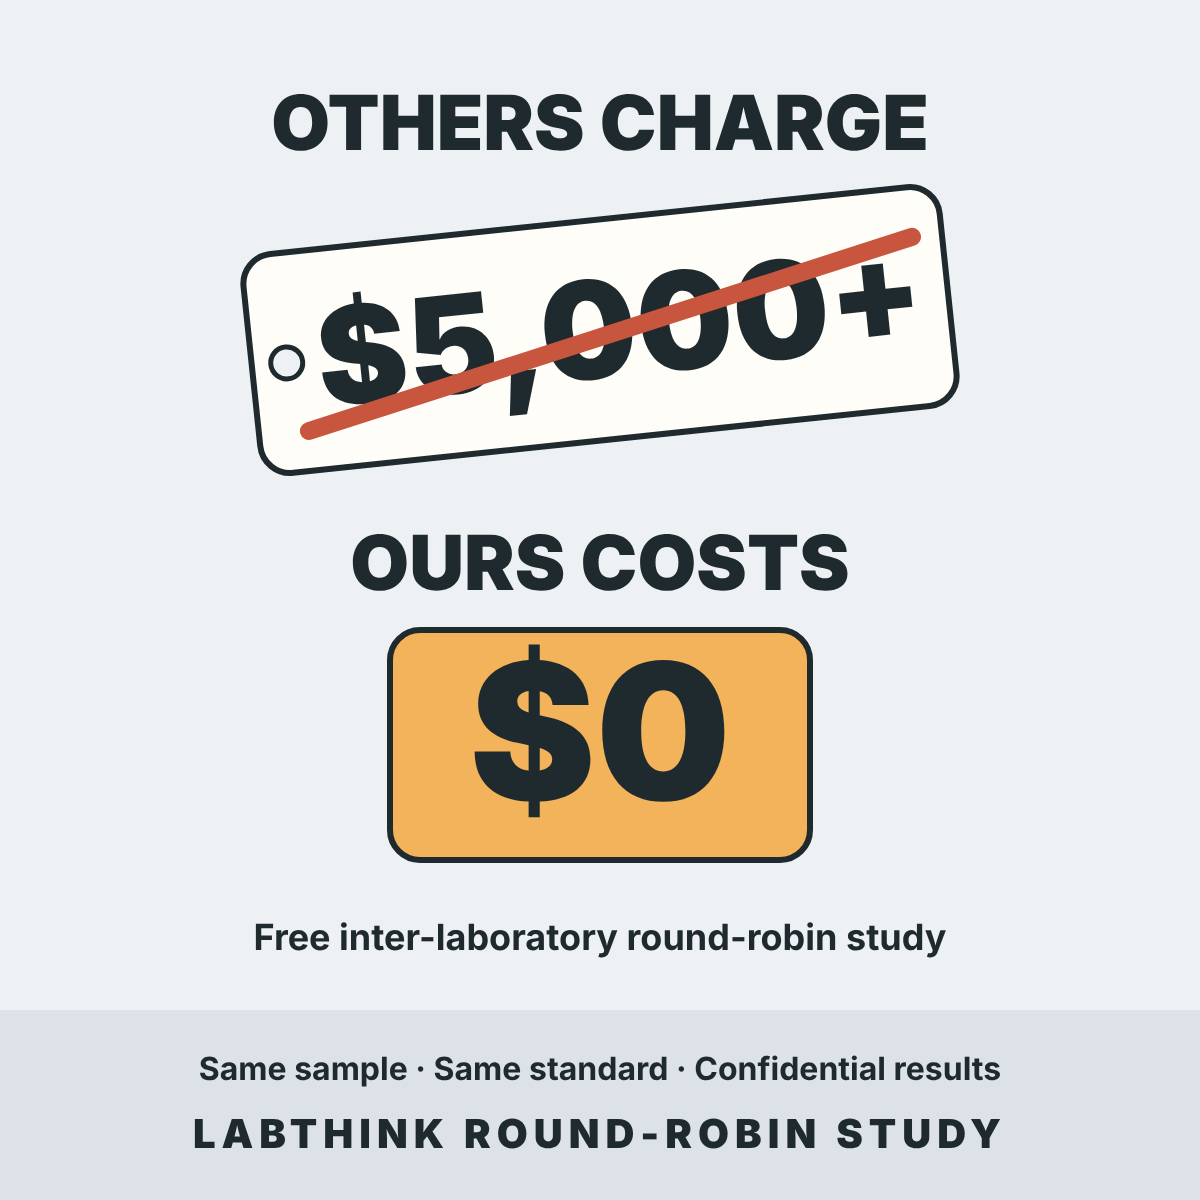 OTHERS CHARGE
$5,000+
OURS COSTS
$0
Free inter-laboratory round-robin study
Same sample · Same standard · Confidential results
LABTHINK ROUND-ROBIN STUDY